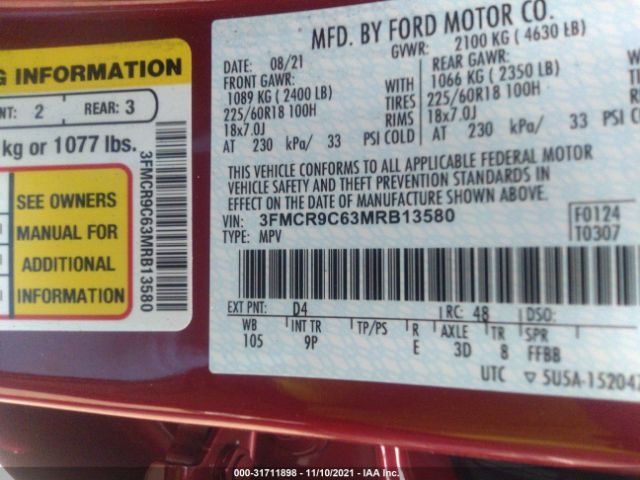 G INFORMATION
NT: 2 REAR: 3
kg or 1077 lbs.
SEE OWNERS
MANUAL FOR
ADDITIONAL
INFORMATION
3FMCR9C63MRB13580
MFD. BY FORD MOTOR CO.
DATE: 08/21 GVWR: 2100 KG ( 4630 LB)
FRONT GAWR: REAR GAWR:
1089 KG (2400 LB) WITH 1066 KG ( 2350 LB)
225/60R18 100H TIRES 225/60R18 100H
18x7.0J RIMS 18x7.0J
AT 230 kPa/ 33 PSI COLD AT 230 kPa/ 33 PSI COL
THIS VEHICLE CONFORMS TO ALL APPLICABLE FEDERAL MOTOR
VEHICLE SAFETY AND THEFT PREVENTION STANDARDS IN
EFFECT ON THE DATE OF MANUFACTURE SHOWN ABOVE.
VIN: 3FMCR9C63MRB13580 F0124
TYPE: MPV T0307
EXT PNT: D4 RC: 48 DSO:
WB INT TR TP/PS R AXLE TR SPR
105 9P E 3D 8 FFBB
UTC ▽ 5U5A-152047
000-31711898 - 11/10/2021 - IAA Inc.